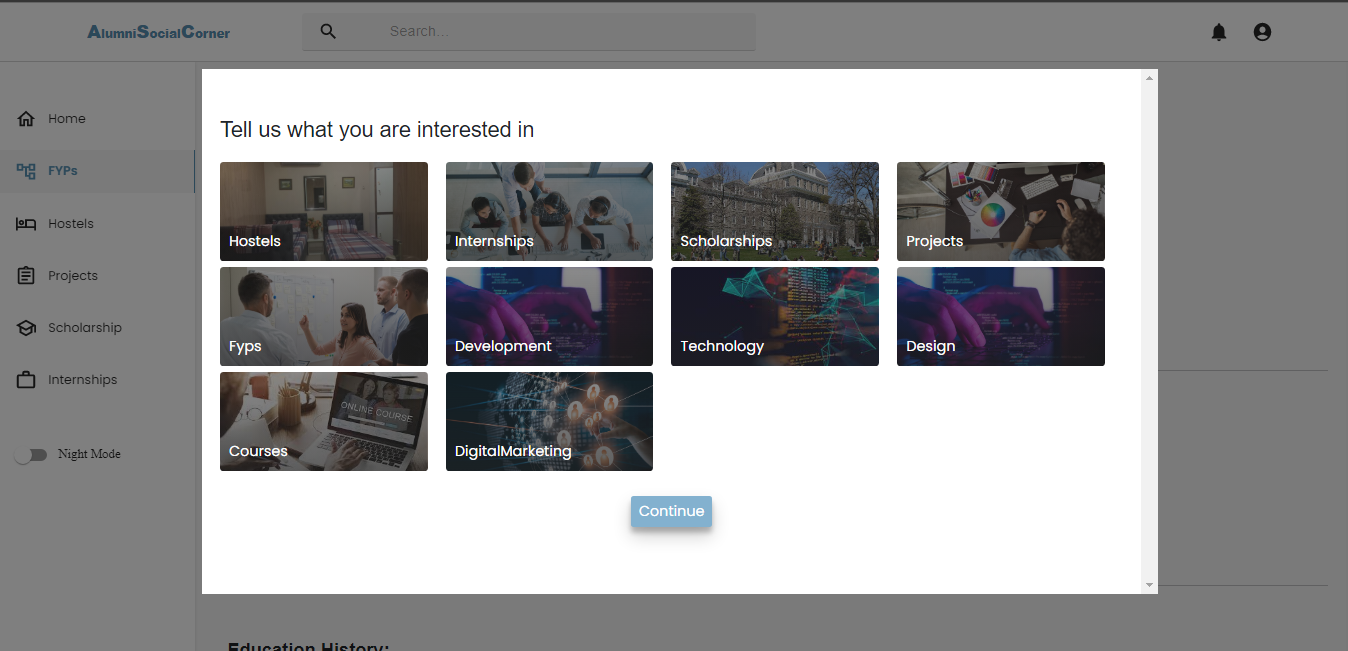 AlumniSocialCorner
Search...
Home
FYPs
Hostels
Projects
Scholarship
Internships
Night Mode
Tell us what you are interested in
Hostels
Internships
Scholarships
Projects
Fyps
Development
Technology
Design
ONLINE COURSE
Courses
DigitalMarketing
Continue
Education History: